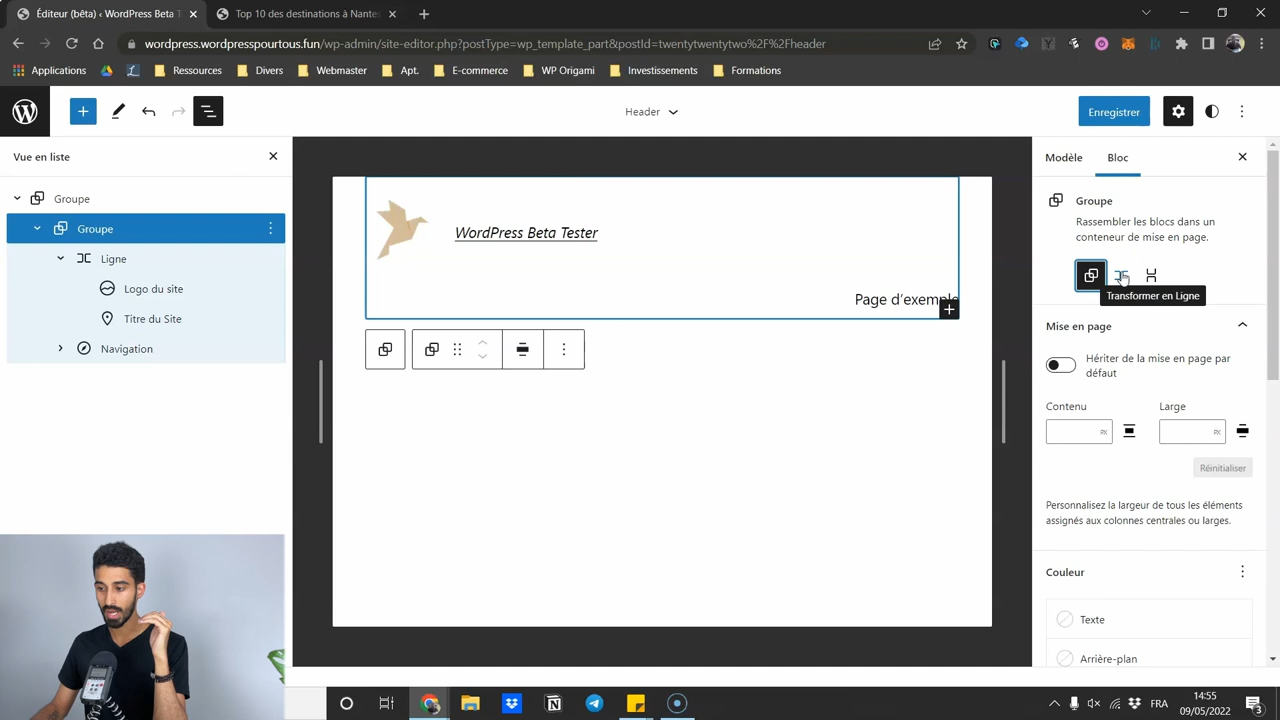 Éditeur (bêta) ‹ WordPress Beta T
Top 10 des destinations à Nante
wordpress.wordpresspourtous.fun/wp-admin/site-editor.php?postType=wp_template_part&postId=twentytwentytwo%2F%2Fheader
Applications
Ressources
Divers
Webmaster
Apt.
E-commerce
WP Origami
Investissements
Formations
Header
Enregistrer
Vue en liste
Modèle
Bloc
Groupe
Groupe
Ligne
Logo du site
Titre du Site
Navigation
WordPress Beta Tester
Page d'exemple
Groupe
Rassembler les blocs dans un
conteneur de mise en page.
Transformer en Ligne
Mise en page
Hériter de la mise en page par
défaut
Contenu
Large
PX
PX
Réinitialiser
Personnalisez la largeur de tous les éléments
assignés aux colonnes centrales ou larges.
Couleur
Texte
Arrière-plan
FRA
14:55
09/05/2022
3